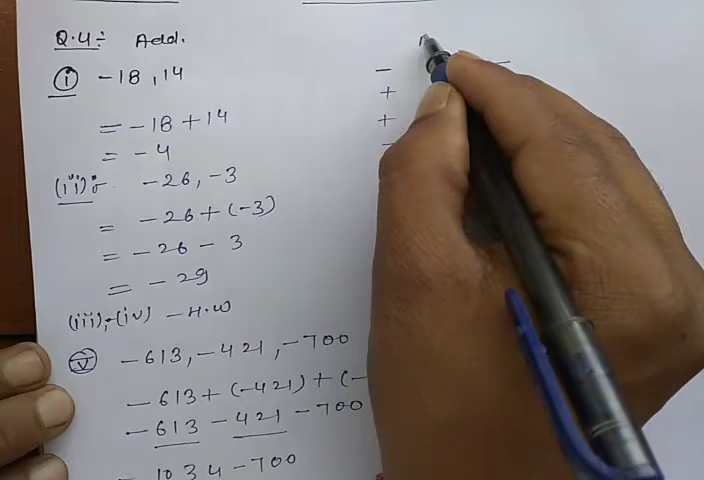 Q.4:- Add.
(i) -18, 14
= -18 + 14
= -4
(ii):- -26, -3
= -26 + (-3)
= -26 - 3
= -29
(iii), (iv) - H.W
(v) -613, -421, -700
-613 + (-421) + (-
-613 - 421 - 700
- 1034 - 700
-
+
+
-